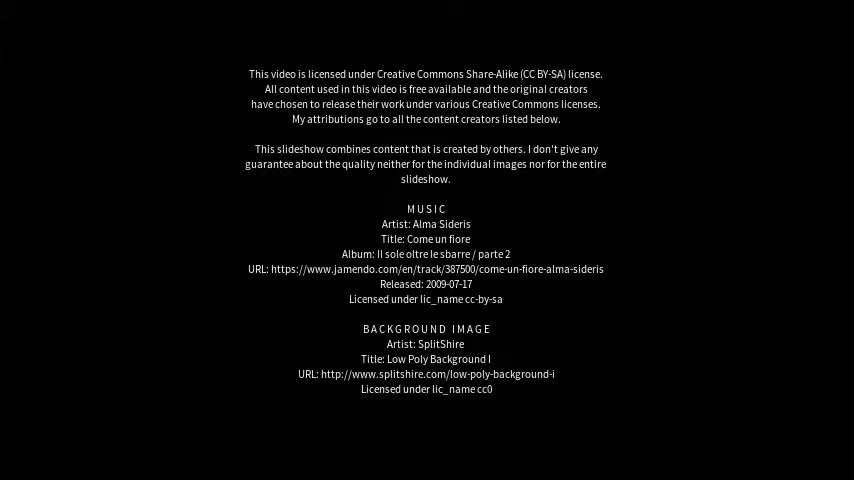 This video is licensed under Creative Commons Share-Alike (CC BY-SA) license.
All content used in this video is free available and the original creators
have chosen to release their work under various Creative Commons licenses.
My attributions go to all the content creators listed below.
This slideshow combines content that is created by others. I don't give any
guarantee about the quality neither for the individual images nor for the entire
slideshow.
MUSIC
Artist: Alma Sideris
Title: Come un fiore
Album: Il sole oltre le sbarre / parte 2
URL: https://www.jamendo.com/en/track/387500/come-un-fiore-alma-sideris
Released: 2009-07-17
Licensed under lic_name cc-by-sa
BACKGROUND IMAGE
Artist: SplitShire
Title: Low Poly Background I
URL: http://www.splitshire.com/low-poly-background-i
Licensed under lic_name cc0